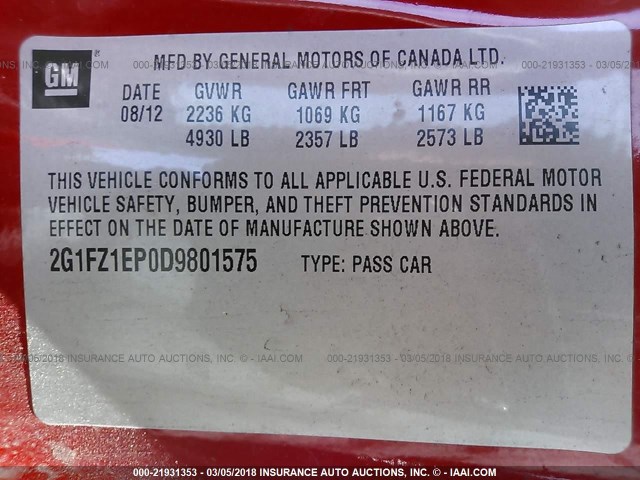 GM
MFD BY GENERAL MOTORS OF CANADA LTD.
DATE GVWR GAWR FRT GAWR RR
08/12 2236 KG 1069 KG 1167 KG
4930 LB 2357 LB 2573 LB
THIS VEHICLE CONFORMS TO ALL APPLICABLE U.S. FEDERAL MOTOR
VEHICLE SAFETY, BUMPER, AND THEFT PREVENTION STANDARDS IN
EFFECT ON THE DATE OF MANUFACTURE SHOWN ABOVE.
2G1FZ1EP0D9801575 TYPE: PASS CAR
000-21931353 - 03/05/2018 INSURANCE AUTO AUCTIONS, INC. © - IAAI.COM